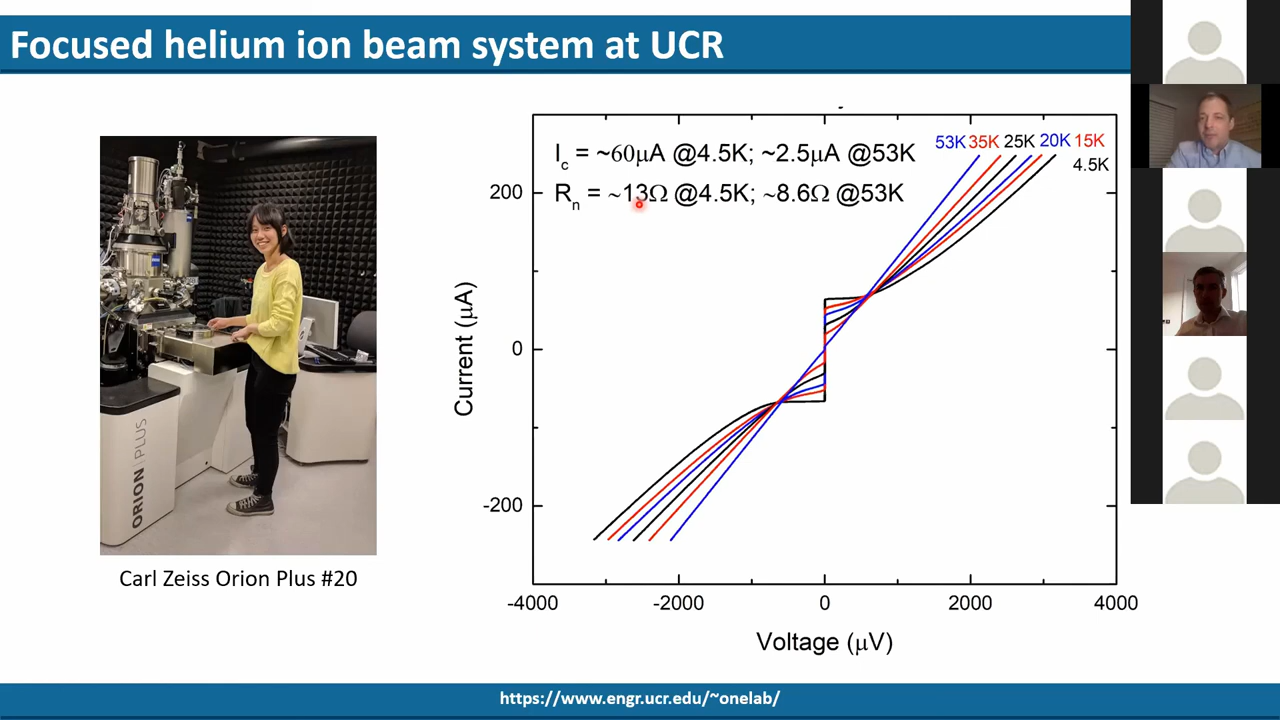 Focused helium ion beam system at UCR
I_c = ~60μA @4.5K; ~2.5μA @53K
R_n = ~13Ω @4.5K; ~8.6Ω @53K
53K 35K 25K 20K 15K
4.5K
200
0
-200
Current (μA)
-4000 -2000 0 2000 4000
Voltage (μV)
ORION PLUS
Carl Zeiss Orion Plus #20
https://www.engr.ucr.edu/~onelab/